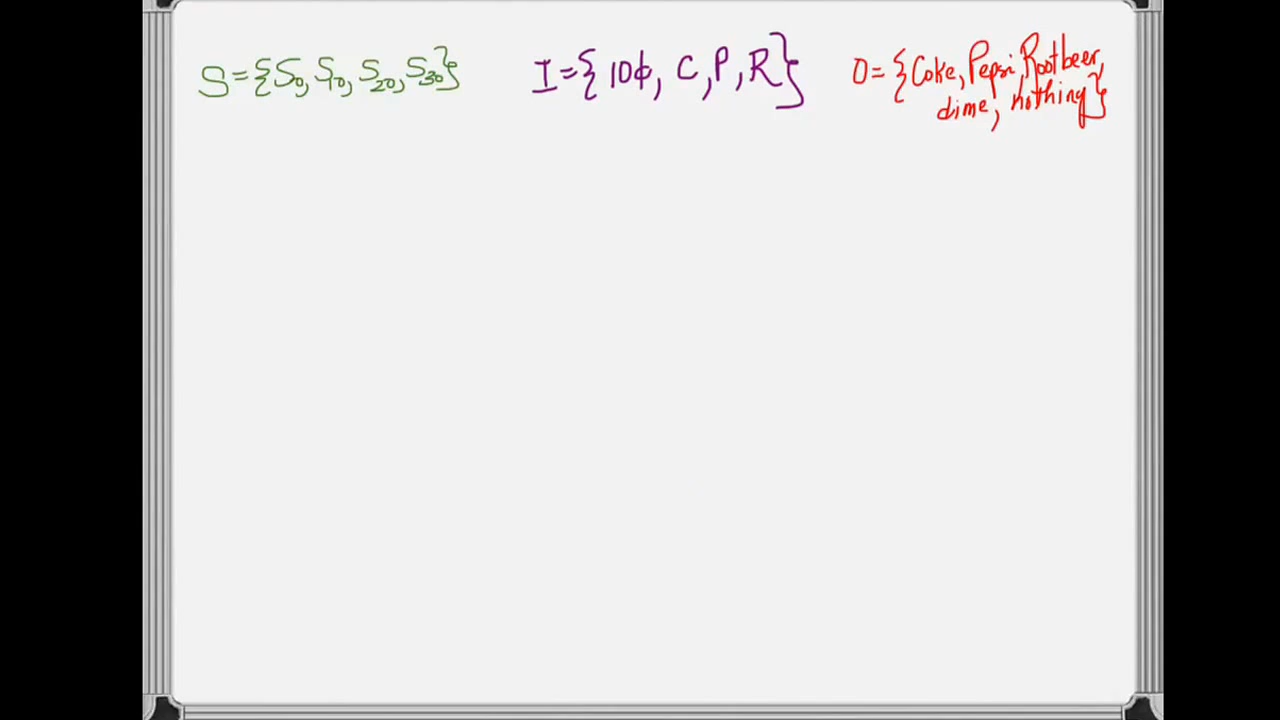 S={S₀, S₁₀, S₂₀, S₃₀}
I={10¢, C, P, R}
O={Coke, Pepsi, Rootbeer,
dime, nothing}